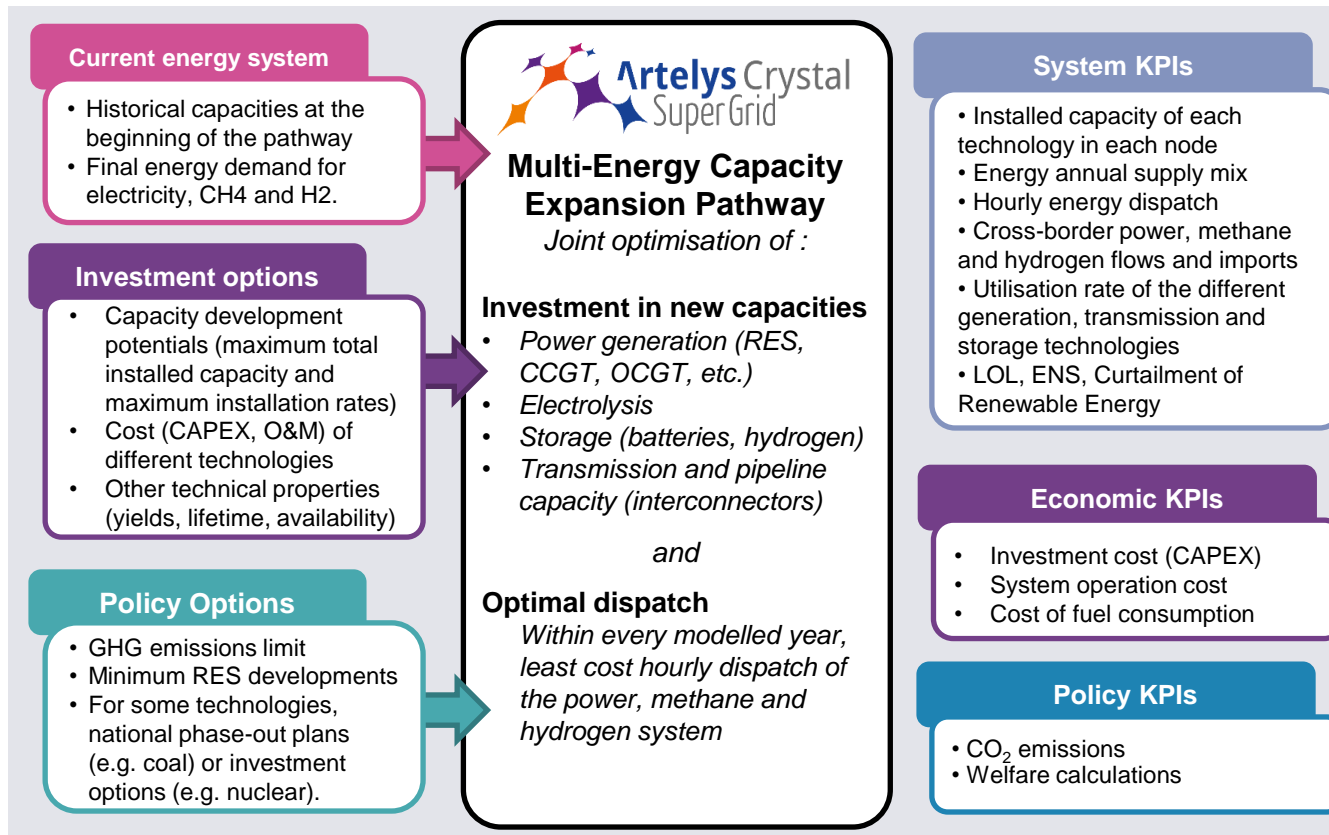 Current energy system
• Historical capacities at the
beginning of the pathway
• Final energy demand for
electricity, CH4 and H2.
Investment options
• Capacity development
potentials (maximum total
installed capacity and
maximum installation rates)
• Cost (CAPEX, O&M) of
different technologies
• Other technical properties
(yields, lifetime, availability)
Policy Options
• GHG emissions limit
• Minimum RES developments
• For some technologies,
national phase-out plans
(e.g. coal) or investment
options (e.g. nuclear).
Artelys Crystal
Super Grid
Multi-Energy Capacity
Expansion Pathway
Joint optimisation of :
Investment in new capacities
• Power generation (RES,
CCGT, OCGT, etc.)
• Electrolysis
• Storage (batteries, hydrogen)
• Transmission and pipeline
capacity (interconnectors)
and
Optimal dispatch
Within every modelled year,
least cost hourly dispatch of
the power, methane and
hydrogen system
System KPIs
• Installed capacity of each
technology in each node
• Energy annual supply mix
• Hourly energy dispatch
• Cross-border power, methane
and hydrogen flows and imports
• Utilisation rate of the different
generation, transmission and
storage technologies
• LOL, ENS, Curtailment of
Renewable Energy
Economic KPIs
• Investment cost (CAPEX)
• System operation cost
• Cost of fuel consumption
Policy KPIs
• CO₂ emissions
• Welfare calculations